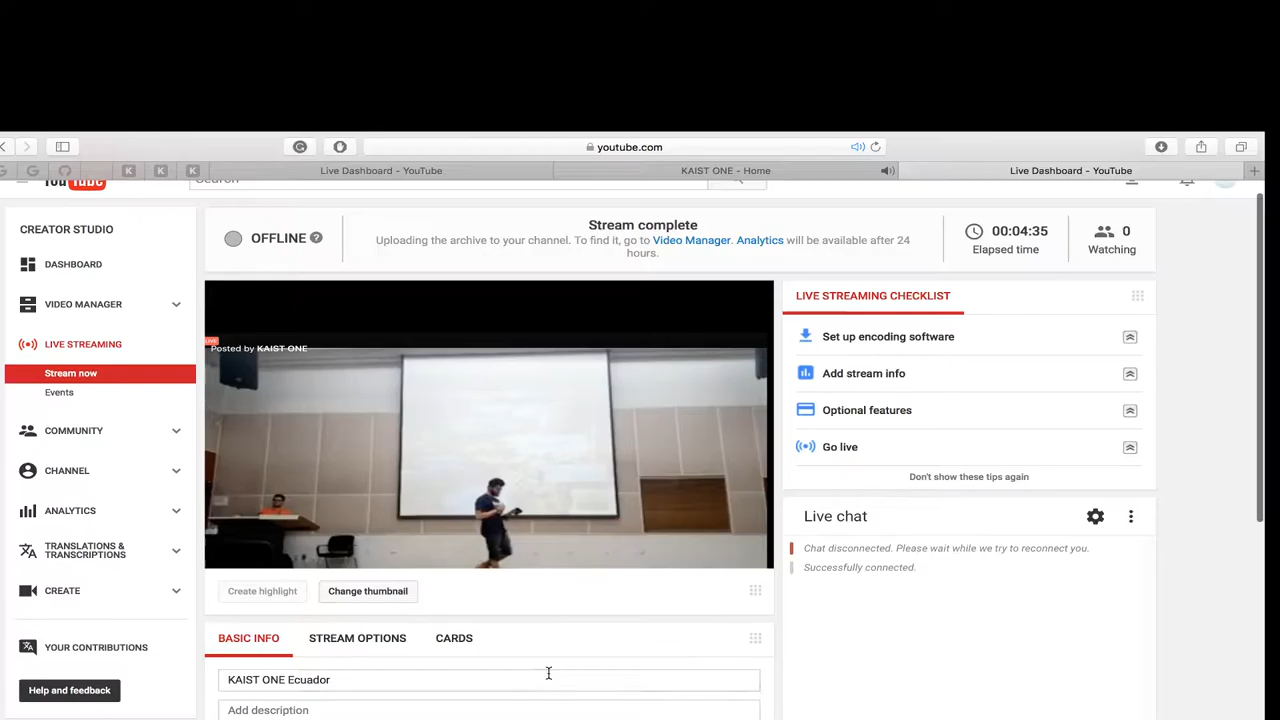 youtube.com
Live Dashboard - YouTube
KAIST ONE - Home
Live Dashboard - YouTube
YouTube
Search
CREATOR STUDIO
DASHBOARD
VIDEO MANAGER
LIVE STREAMING
Stream now
Events
COMMUNITY
CHANNEL
ANALYTICS
TRANSLATIONS &
TRANSCRIPTIONS
CREATE
YOUR CONTRIBUTIONS
Help and feedback
OFFLINE ?
Stream complete
Uploading the archive to your channel. To find it, go to Video Manager. Analytics will be available after 24
hours.
00:04:35
Elapsed time
0
Watching
LIVE
Posted by KAIST ONE
Create highlight
Change thumbnail
BASIC INFO
STREAM OPTIONS
CARDS
KAIST ONE Ecuador
Add description
LIVE STREAMING CHECKLIST
Set up encoding software
Add stream info
Optional features
Go live
Don't show these tips again
Live chat
Chat disconnected. Please wait while we try to reconnect you.
Successfully connected.